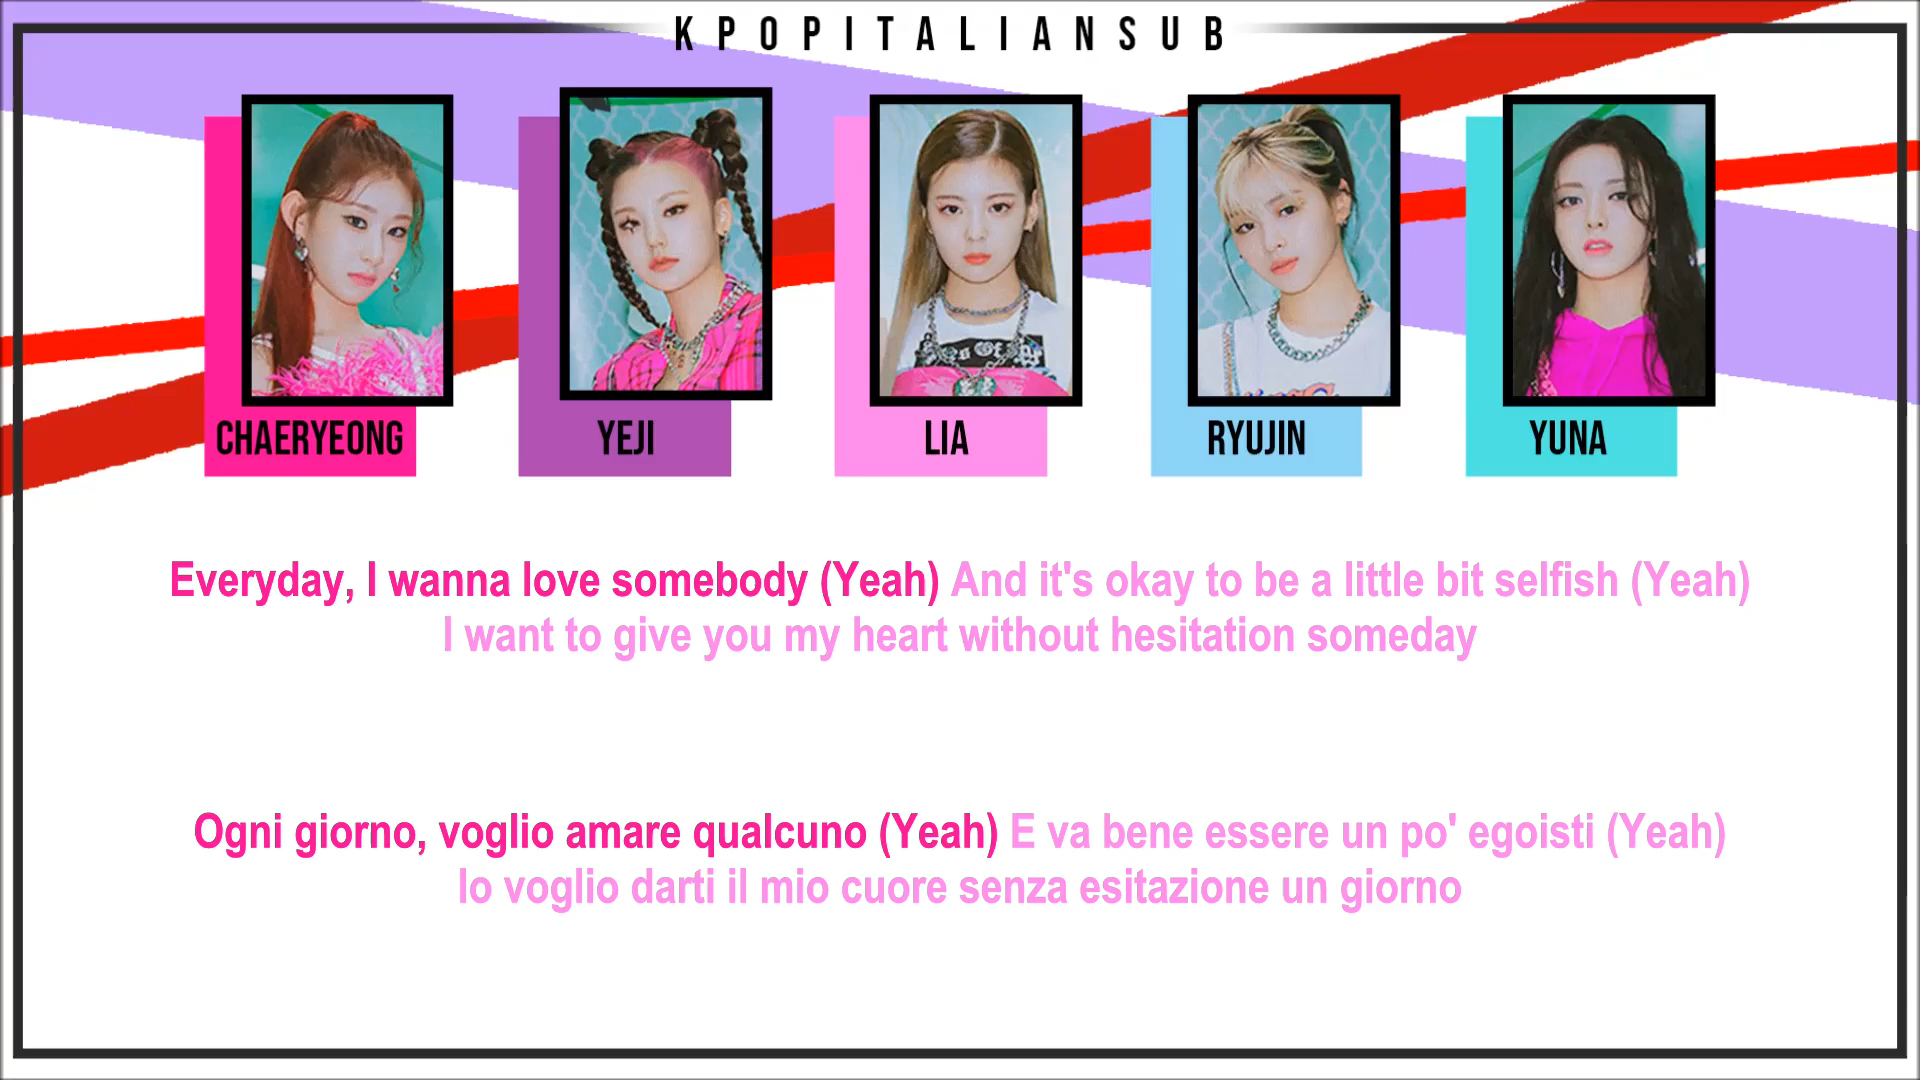 KPOPITALIANSUB
CHAERYEONG YEJI LIA RYUJIN YUNA
Everyday, I wanna love somebody (Yeah) And it's okay to be a little bit selfish (Yeah)
I want to give you my heart without hesitation someday
Ogni giorno, voglio amare qualcuno (Yeah) E va bene essere un po' egoisti (Yeah)
Io voglio darti il mio cuore senza esitazione un giorno